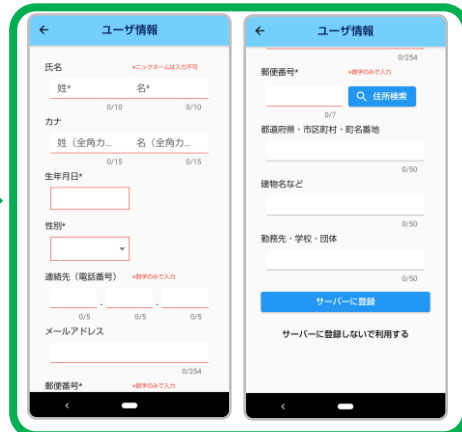 ユーザ情報
氏名 *ニックネームは入力不可
姓* 名*
0/10 0/10
カナ
姓（全角カ... 名（全角カ...
0/15 0/15
生年月日*
性別*
連絡先（電話番号） *数字のみで入力
- -
0/5 0/5 0/5
メールアドレス
0/254
郵便番号* *数字のみで入力
ユーザ情報
0/254
郵便番号* *数字のみで入力
住所検索
0/7
都道府県・市区町村・町名番地
0/50
建物名など
0/50
勤務先・学校・団体
0/50
サーバーに登録
サーバーに登録しないで利用する